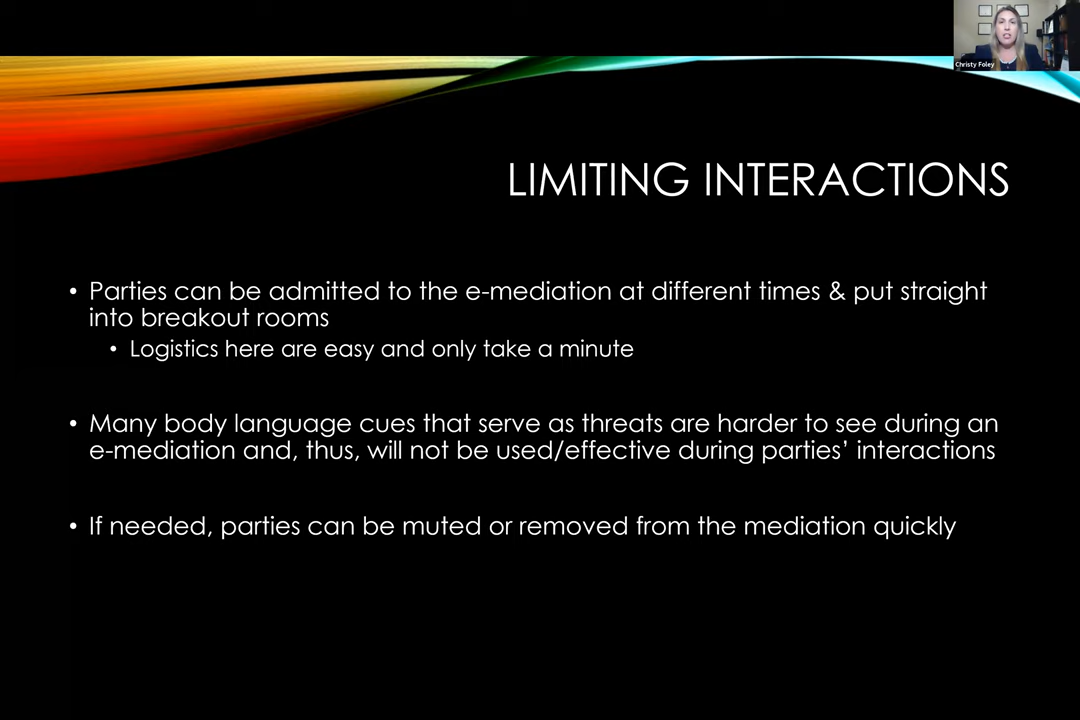 Christy Foley
LIMITING INTERACTIONS
• Parties can be admitted to the e-mediation at different times & put straight
into breakout rooms
• Logistics here are easy and only take a minute
• Many body language cues that serve as threats are harder to see during an
e-mediation and, thus, will not be used/effective during parties’ interactions
• If needed, parties can be muted or removed from the mediation quickly